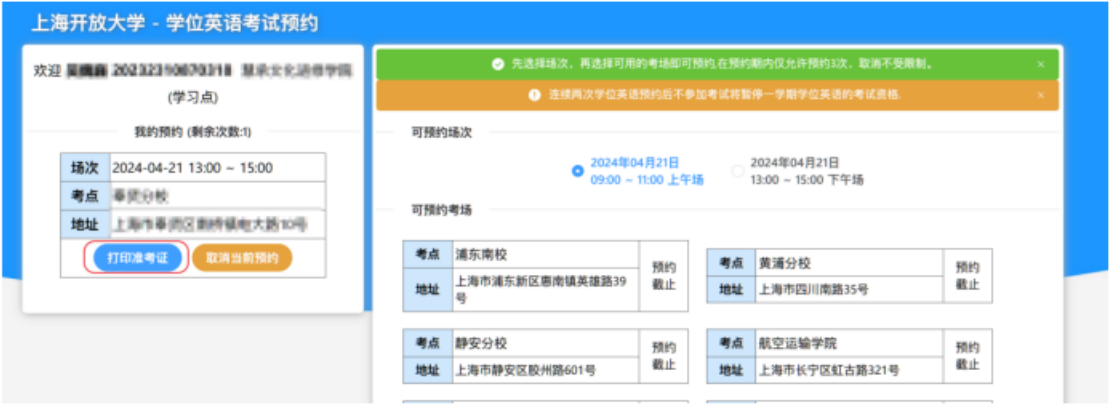 上海开放大学 - 学位英语考试预约
欢迎
(学习点)
我的预约 (剩余次数:1)
场次 2024-04-21 13:00 ~ 15:00
考点
地址
打印准考证 取消当前预约
先选择场次，再选择可用的考场即可预约,在预约期内仅允许预约3次，取消不受限制。
连续两次学位英语预约后不参加考试将暂停一学期学位英语的考试资格.
可预约场次
2024年04月21日
09:00 ~ 11:00 上午场
2024年04月21日
13:00 ~ 15:00 下午场
可预约考场
考点 浦东南校
地址 上海市浦东新区惠南镇英雄路39号
预约截止
考点 黄浦分校
地址 上海市四川南路35号
预约截止
考点 静安分校
地址 上海市静安区胶州路601号
预约截止
考点 航空运输学院
地址 上海市长宁区虹古路321号
预约截止